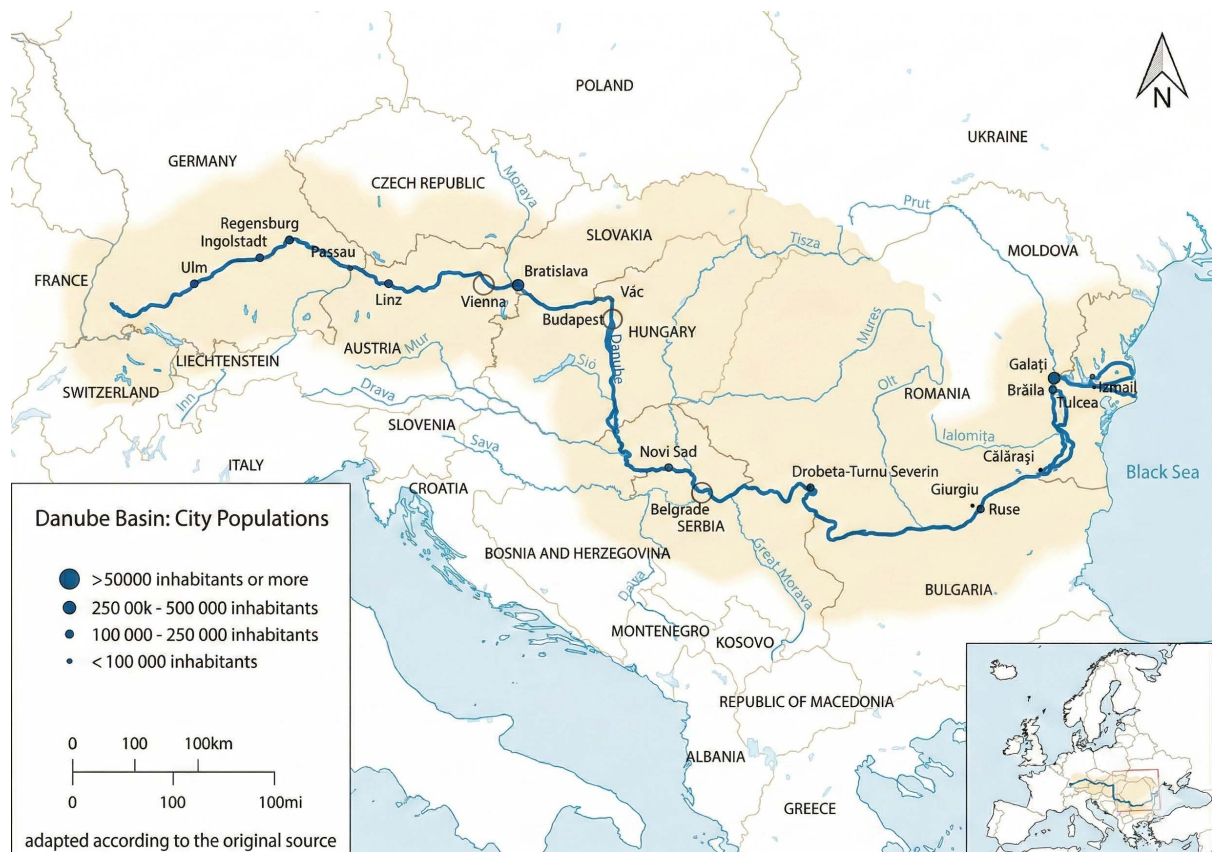 POLAND
UKRAINE
N
GERMANY
CZECH REPUBLIC
Morava
Prut
Regensburg
Ingolstadt
Passau
SLOVAKIA
Tisza
MOLDOVA
FRANCE
Ulm
Linz
Vienna
Bratislava
Vác
Budapest
HUNGARY
Danube
Mureș
LIECHTENSTEIN
AUSTRIA
Mur
Sió
SWITZERLAND
Inn
Drava
Olt
ROMANIA
Galați
Brăila
Izmail
Tulcea
SLOVENIA
Sava
Ialomița
ITALY
CROATIA
Novi Sad
Drobeta-Turnu Severin
Călărași
Black Sea
Giurgiu
Ruse
Belgrade
SERBIA
BOSNIA AND HERZEGOVINA
Great Morava
BULGARIA
MONTENEGRO
KOSOVO
REPUBLIC OF MACEDONIA
ALBANIA
GREECE
Danube Basin: City Populations
>50000 inhabitants or more
250 00k - 500 000 inhabitants
100 000 - 250 000 inhabitants
< 100 000 inhabitants
0 100 100km
0 100 100mi
adapted according to the original source